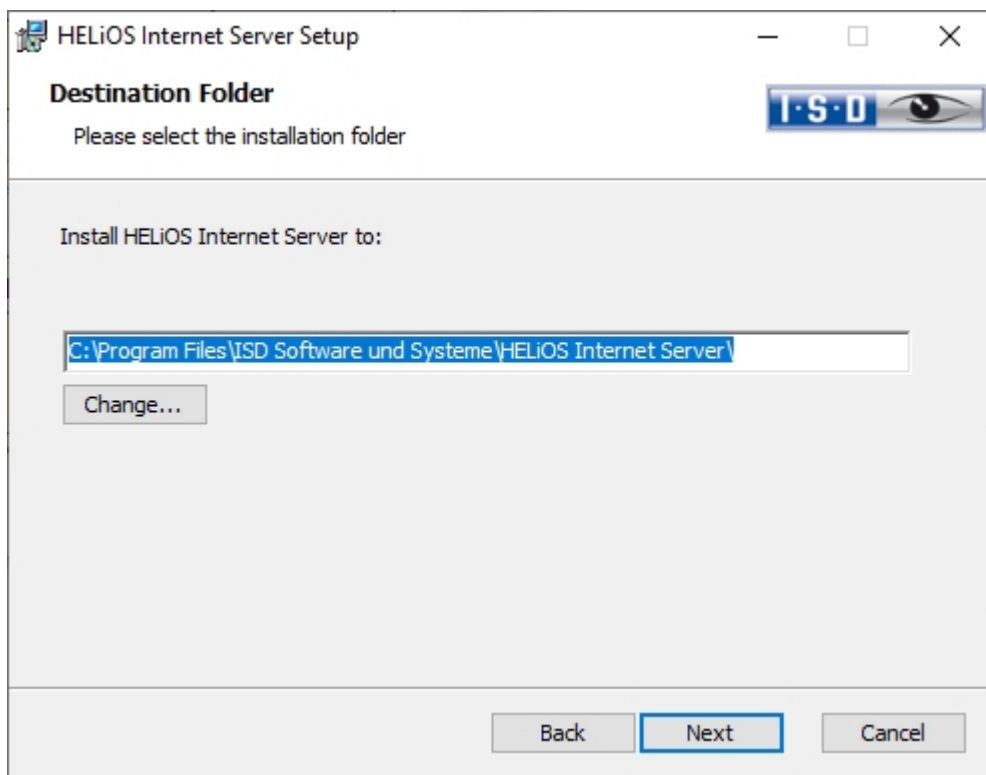 HELiOS Internet Server Setup
Destination Folder
I·S·D
Please select the installation folder
Install HELiOS Internet Server to:
C:\Program Files\ISD Software und Systeme\HELiOS Internet Server\
Change...
Back Next Cancel